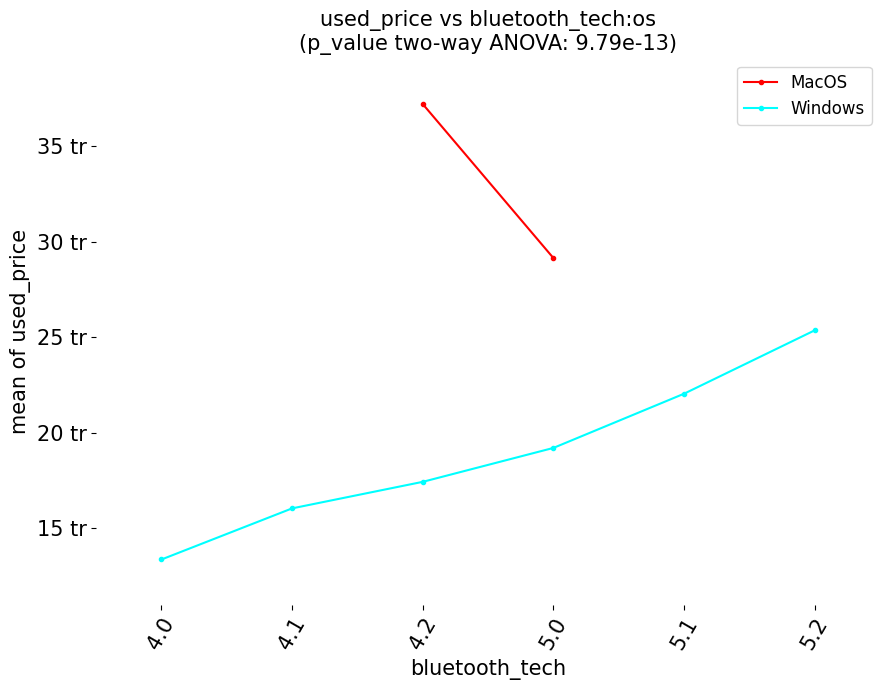 used_price vs bluetooth_tech:os
(p_value two-way ANOVA: 9.79e-13)
MacOS
Windows
mean of used_price
35 tr
30 tr
25 tr
20 tr
15 tr
4.0
4.1
4.2
5.0
5.1
5.2
bluetooth_tech